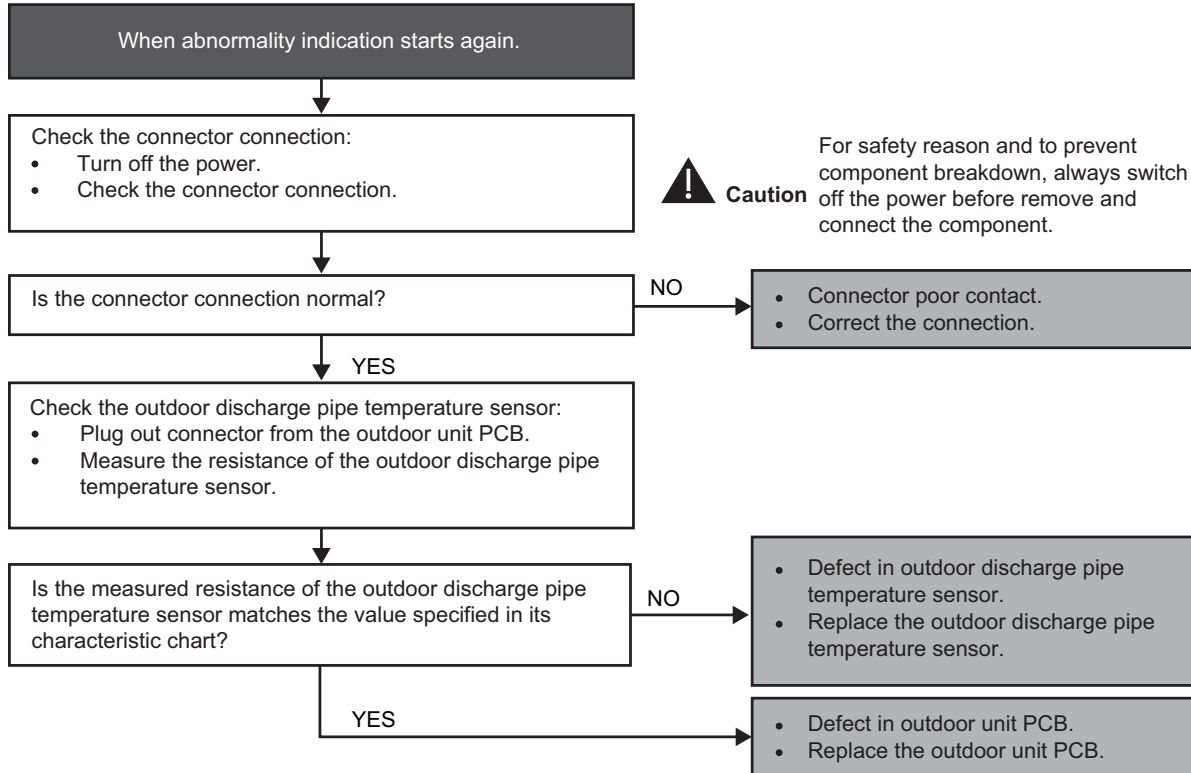 When abnormality indication starts again.
Check the connector connection:
• Turn off the power.
• Check the connector connection.
Caution
For safety reason and to prevent
component breakdown, always switch
off the power before remove and
connect the component.
Is the connector connection normal?
NO
• Connector poor contact.
• Correct the connection.
YES
Check the outdoor discharge pipe temperature sensor:
• Plug out connector from the outdoor unit PCB.
• Measure the resistance of the outdoor discharge pipe
temperature sensor.
Is the measured resistance of the outdoor discharge pipe
temperature sensor matches the value specified in its
characteristic chart?
NO
• Defect in outdoor discharge pipe
temperature sensor.
• Replace the outdoor discharge pipe
temperature sensor.
YES
• Defect in outdoor unit PCB.
• Replace the outdoor unit PCB.